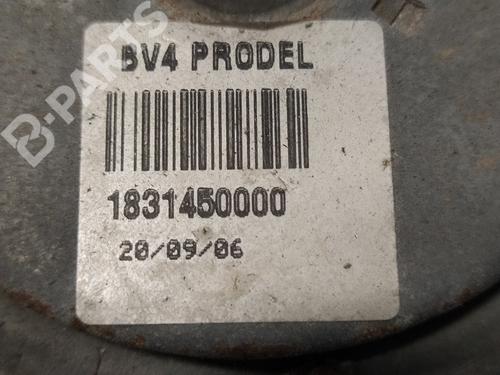 BV4 PRODEL
1831450000
20/09/06
B-PARTS